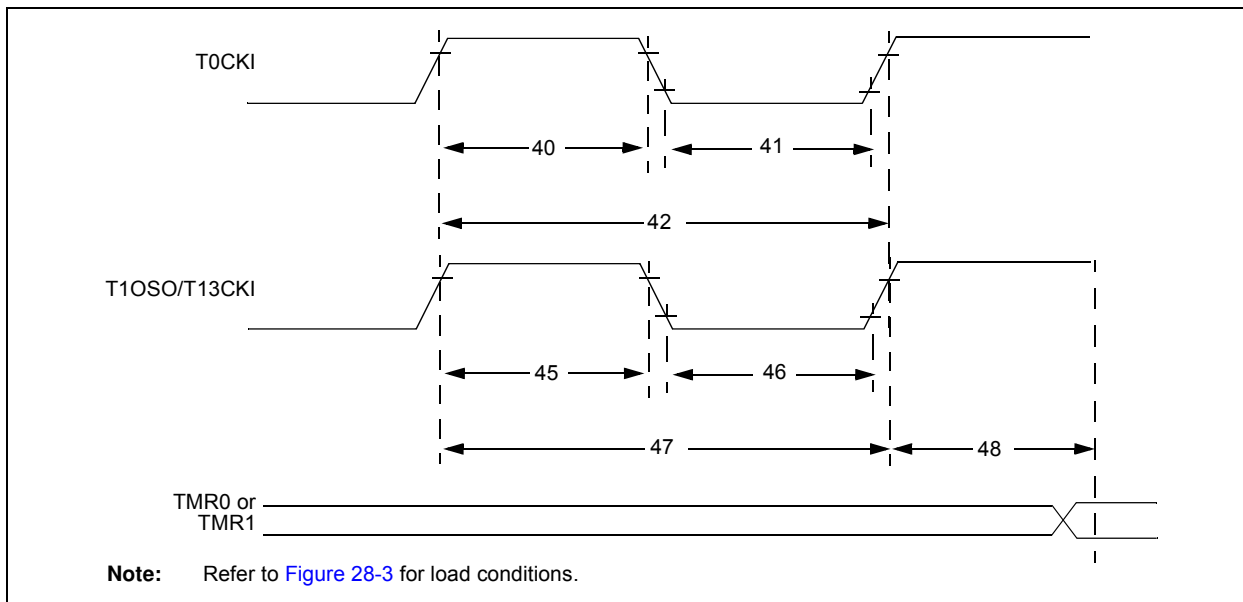 T0CKI
40
41
42
T1OSO/T13CKI
45
46
47
48
TMR0 or
TMR1
Note: Refer to Figure 28-3 for load conditions.